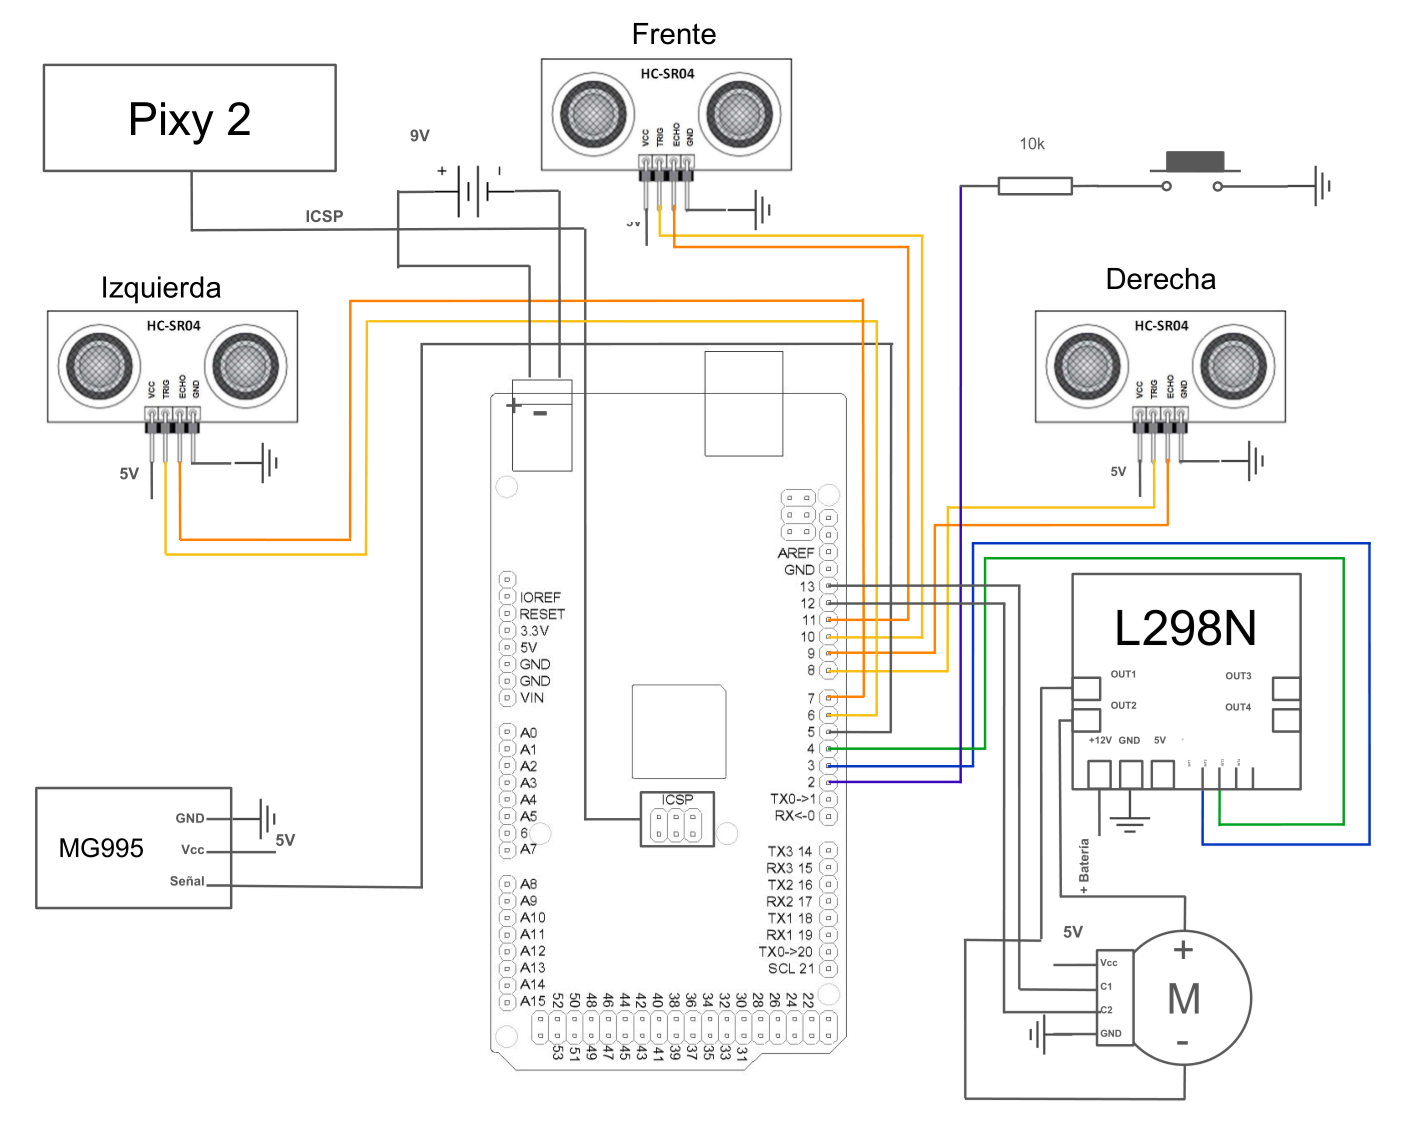 Frente
HC-SR04
VCC
TRIG
ECHO
GND
Pixy 2
9V
+
ICSP
10k
Izquierda
HC-SR04
VCC
TRIG
ECHO
GND
5V
Derecha
HC-SR04
VCC
TRIG
ECHO
GND
5V
+
-
AREF
GND
13
12
11
10
9
8
7
6
5
4
3
2
TX0->1
RX<-0
TX3 14
RX3 15
TX2 16
RX2 17
TX1 18
RX1 19
TX0->20
SCL 21
IOREF
RESET
3.3V
5V
GND
GND
VIN
A0
A1
A2
A3
A4
A5
6
A7
A8
A9
A10
A11
A12
A13
A14
A15
ICSP
52 50 48 46 44 42 40 38 36 34 32 30 28 26 24 22
53 51 49 47 45 43 41 39 37 35 33 31
L298N
OUT1
OUT2
OUT3
OUT4
+12V GND 5V
+ Batería
MG995
GND
Vcc
Señal
5V
5V
Vcc
C1
C2
GND
+
M
-